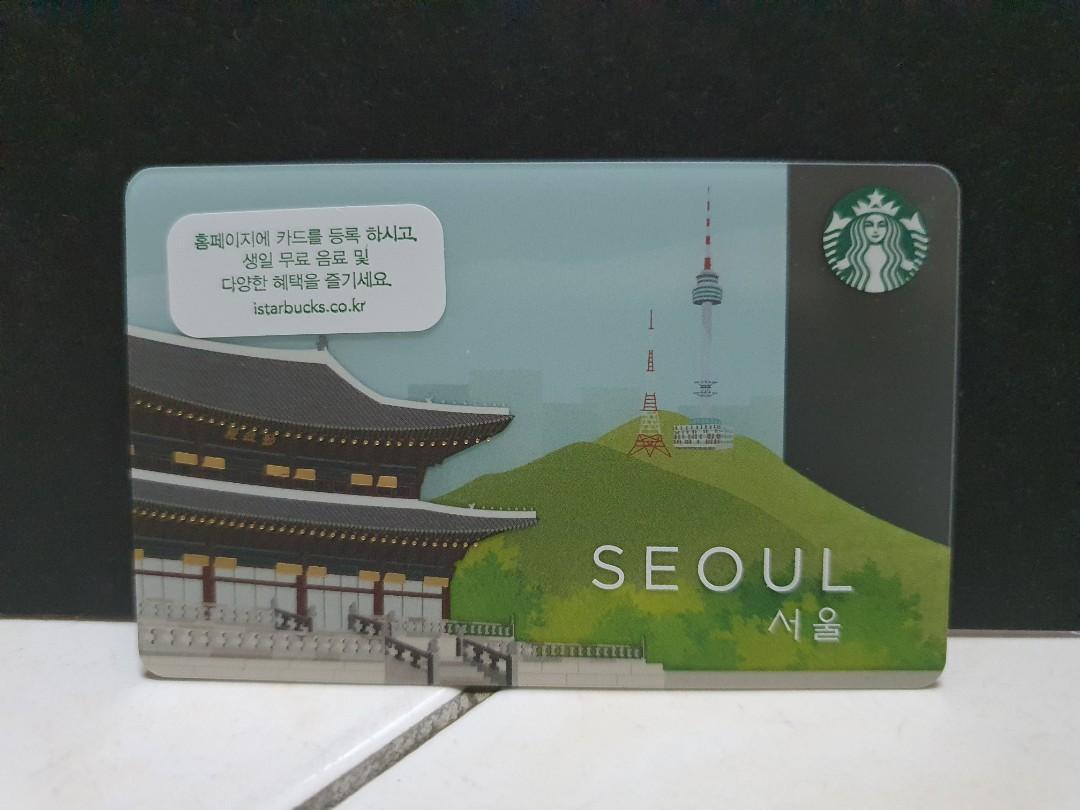 홈페이지에 카드를 등록 하시고,
생일 무료 음료 및
다양한 혜택을 즐기세요.
istarbucks.co.kr
SEOUL
서울